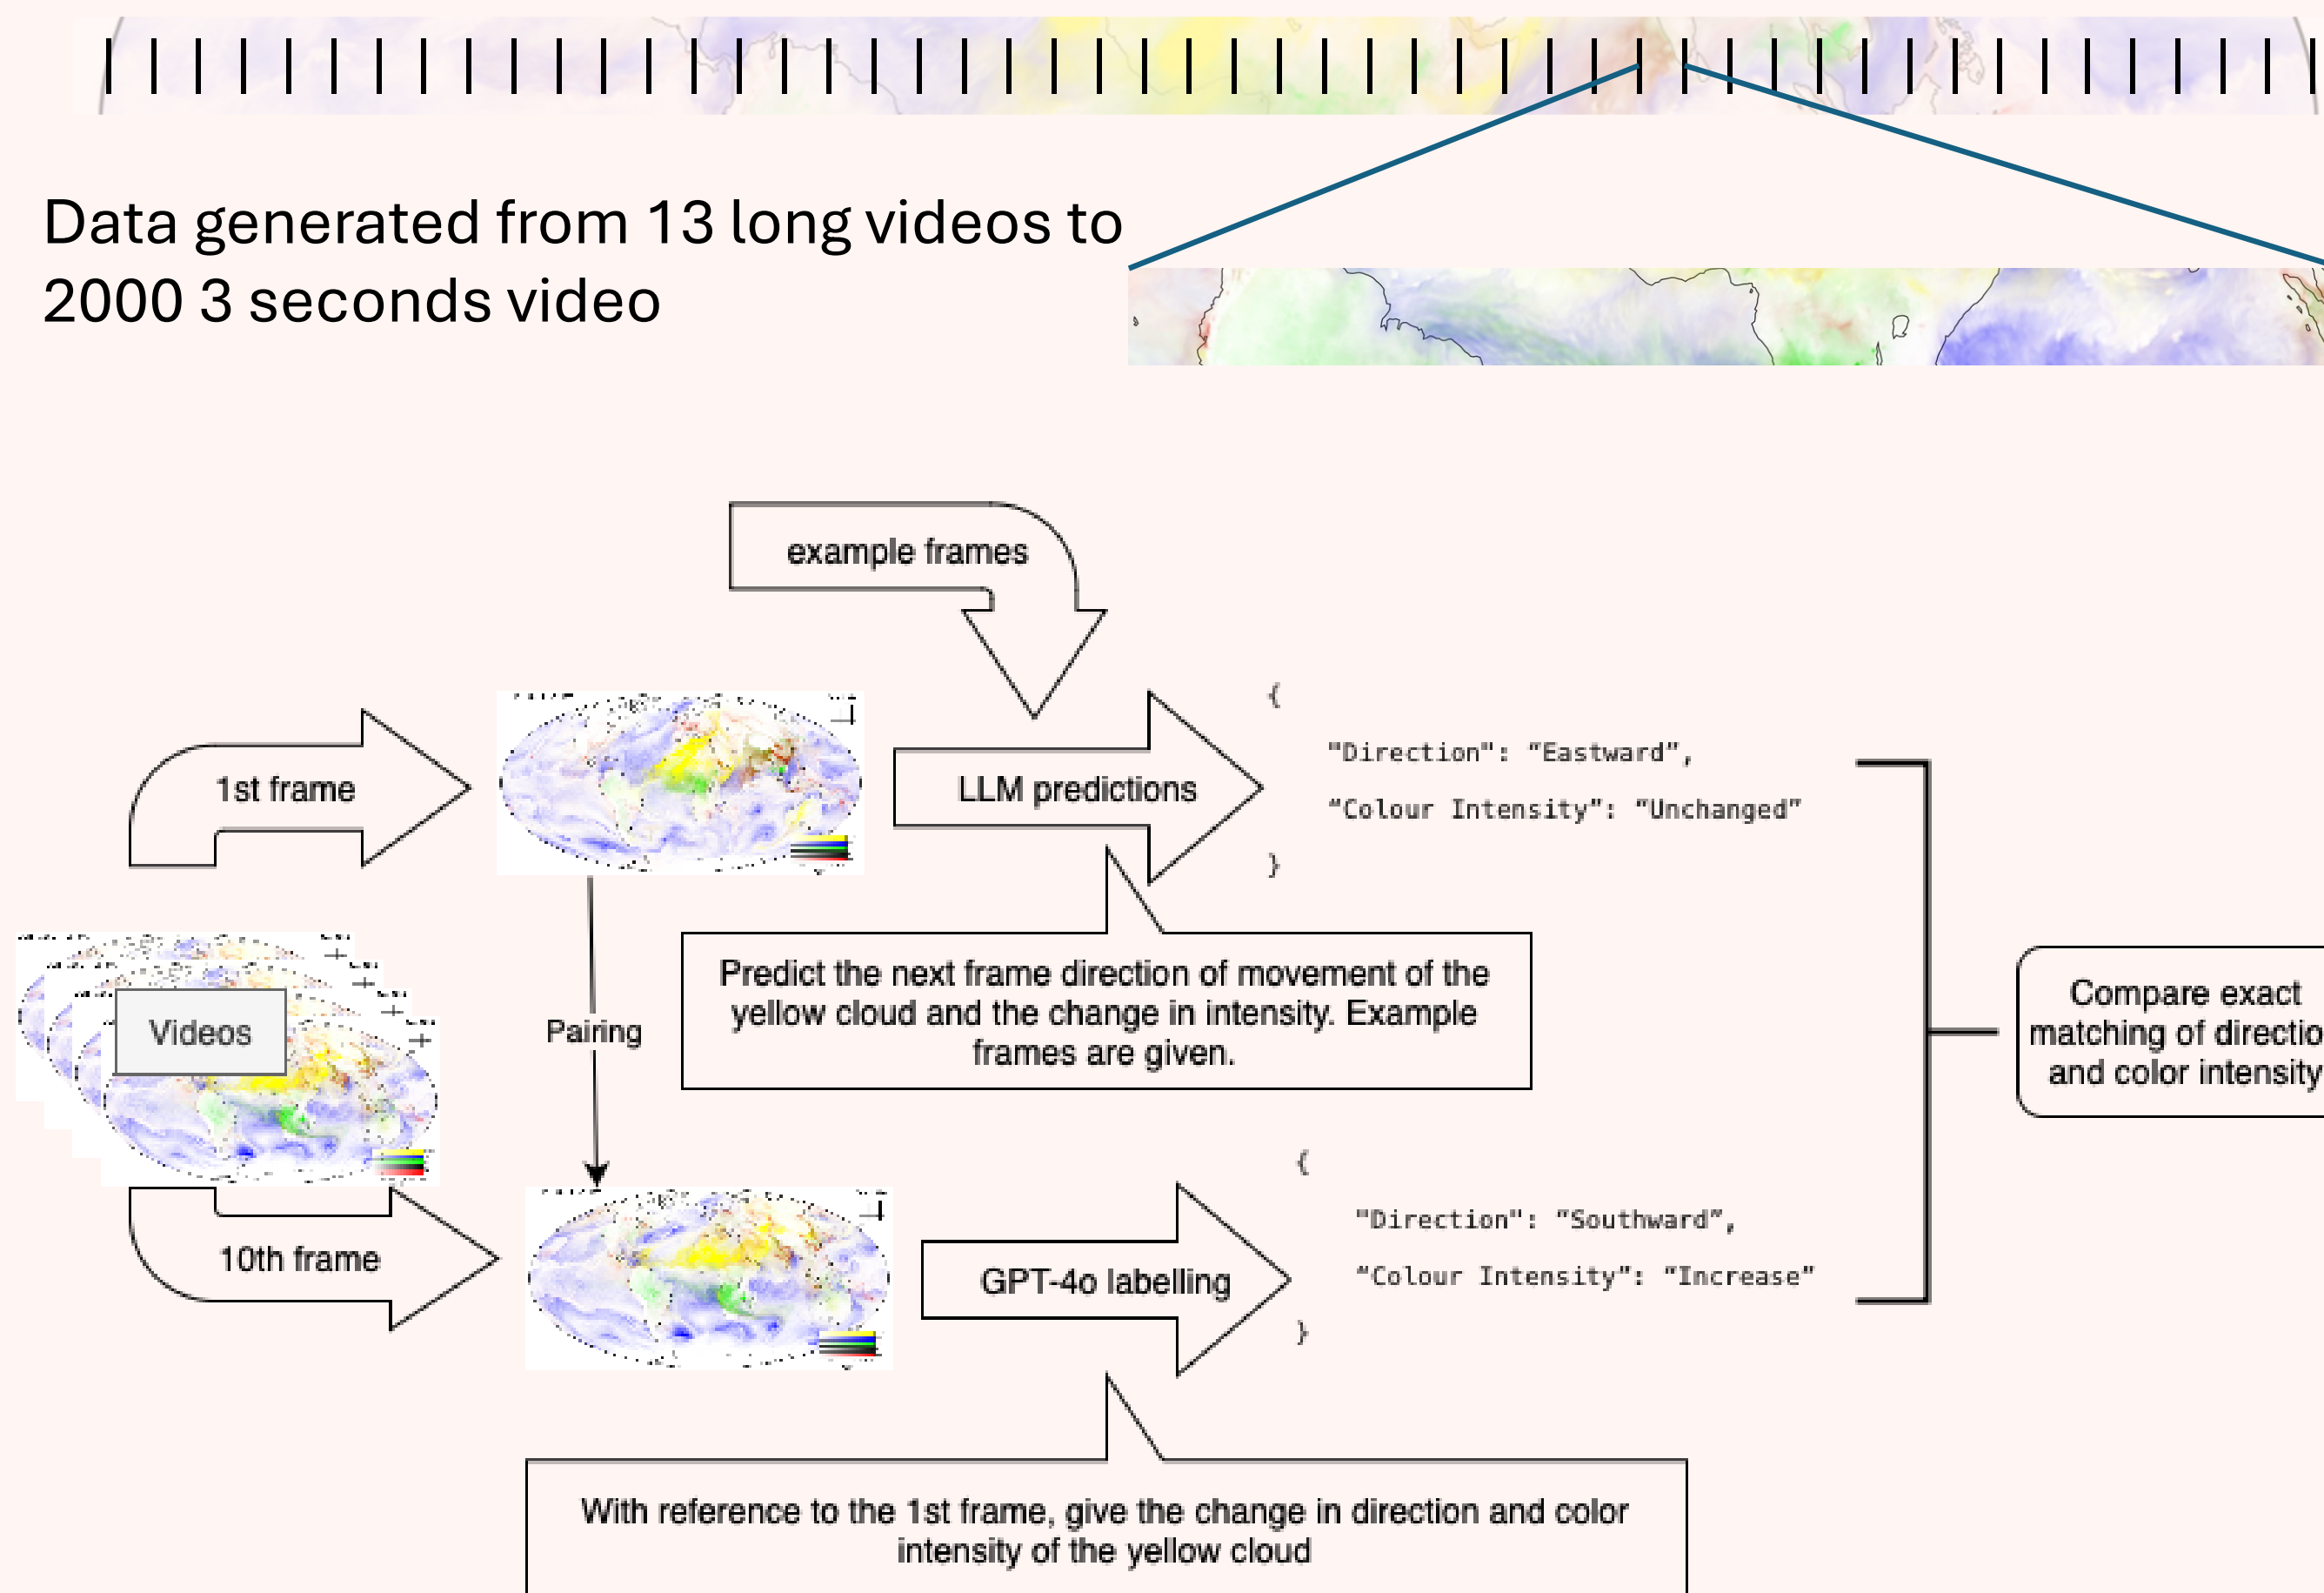 Data generated from 13 long videos to
2000 3 seconds video
example frames
1st frame
LLM predictions
{
"Direction": “Eastward”,
“Colour Intensity”: “Unchanged”
}
Videos
Pairing
Predict the next frame direction of movement of the
yellow cloud and the change in intensity. Example
frames are given.
Compare exact
matching of directio
and color intensity
10th frame
GPT-4o labelling
{
"Direction": “Southward”,
“Colour Intensity”: “Increase”
}
With reference to the 1st frame, give the change in direction and color
intensity of the yellow cloud